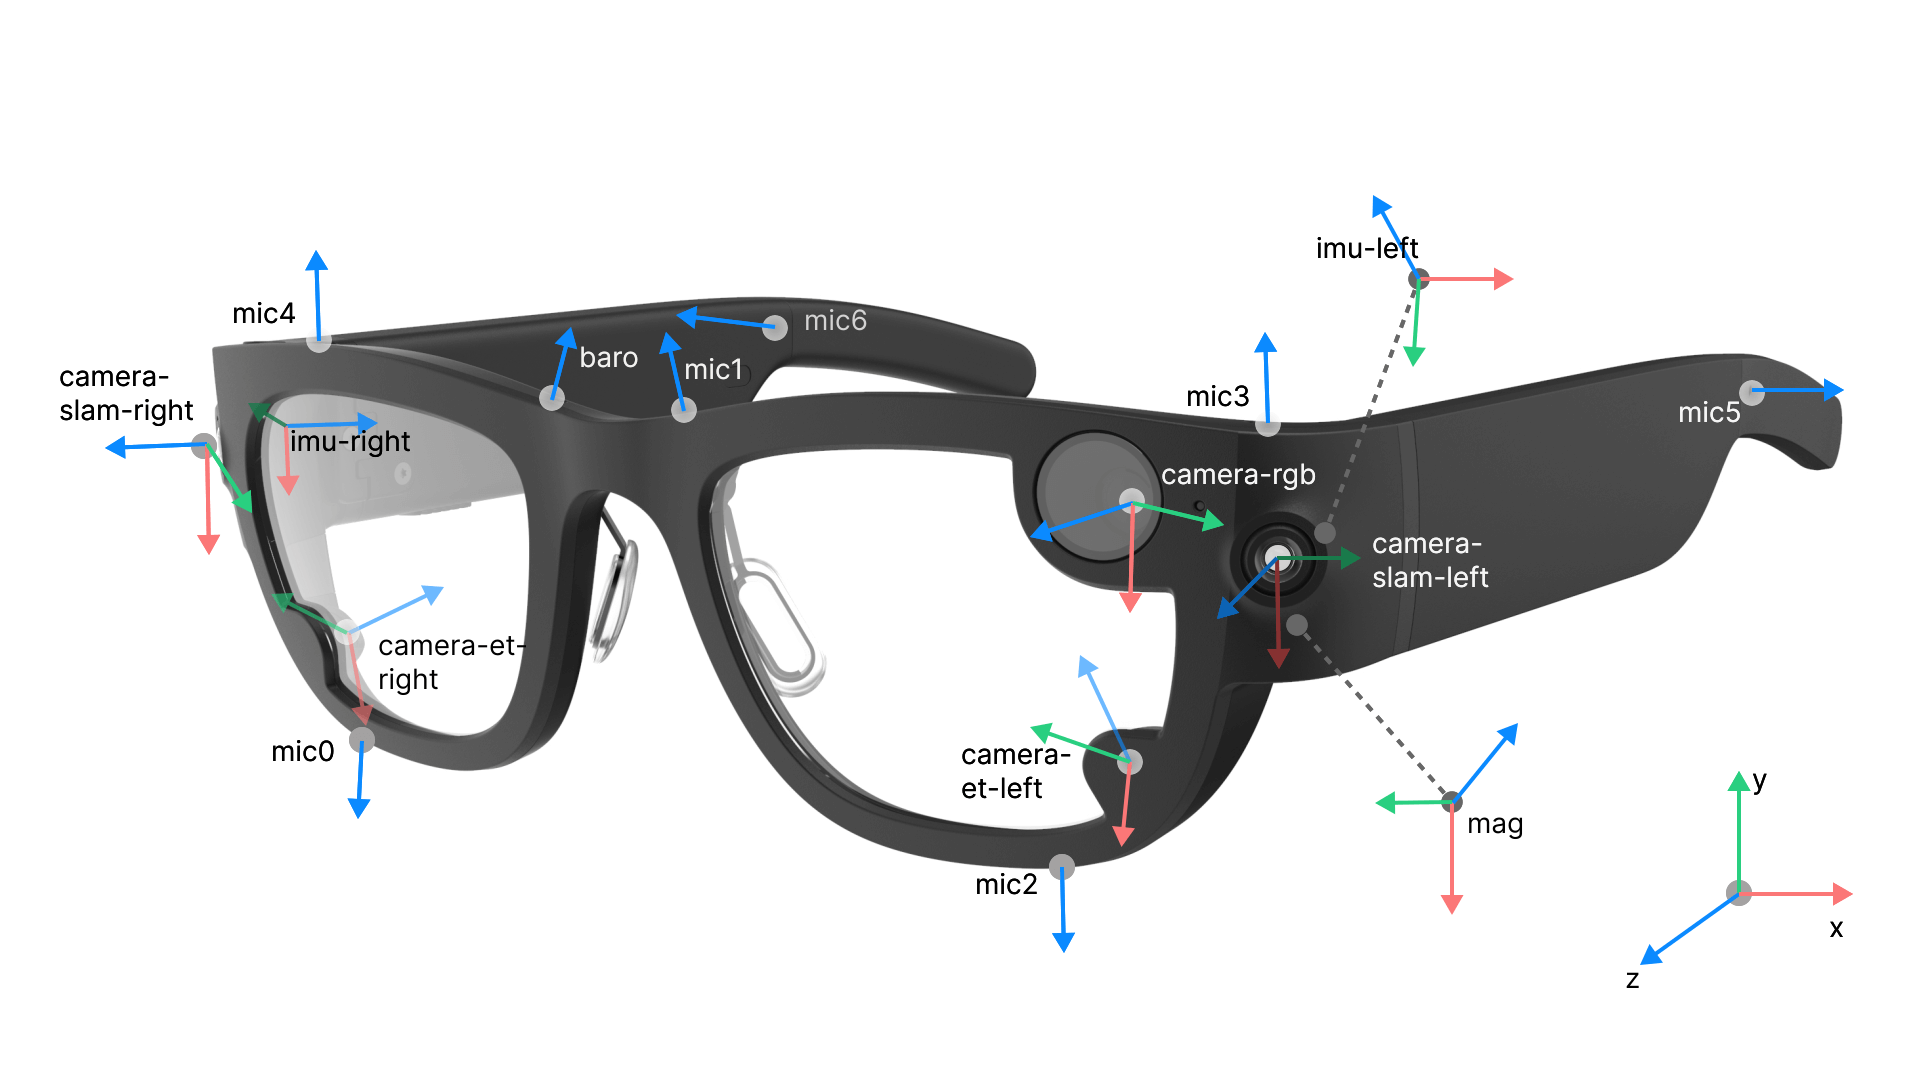 imu-left
mic4
mic6
baro
mic1
camera-
slam-right
mic3
mic5
imu-right
camera-rgb
camera-
slam-left
camera-et-
right
mic0
camera-
et-left
mag
mic2
y
x
z